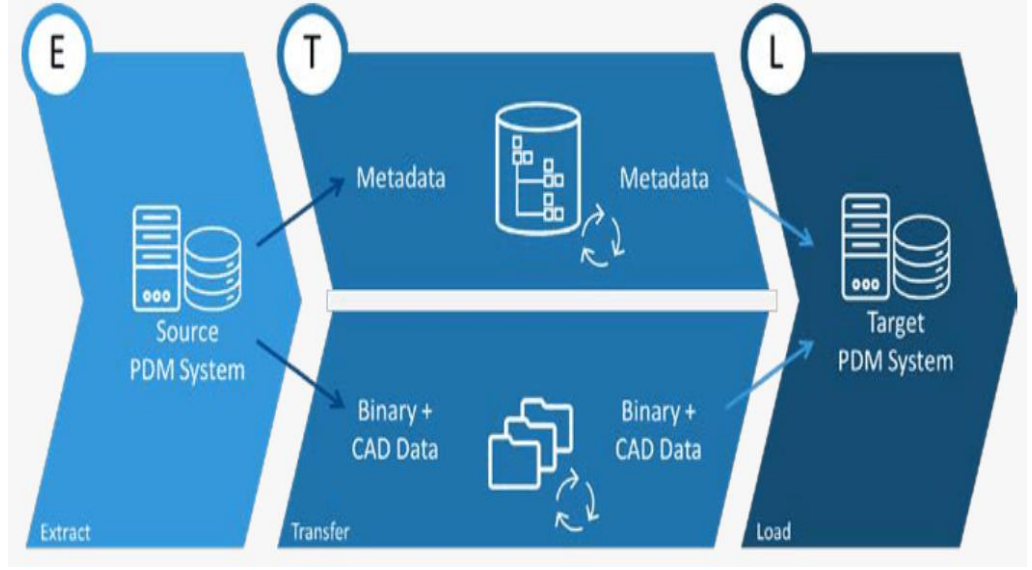 E
T
L
Source
PDM System
Metadata
Metadata
Binary +
CAD Data
Binary +
CAD Data
Target
PDM System
Extract
Transfer
Load